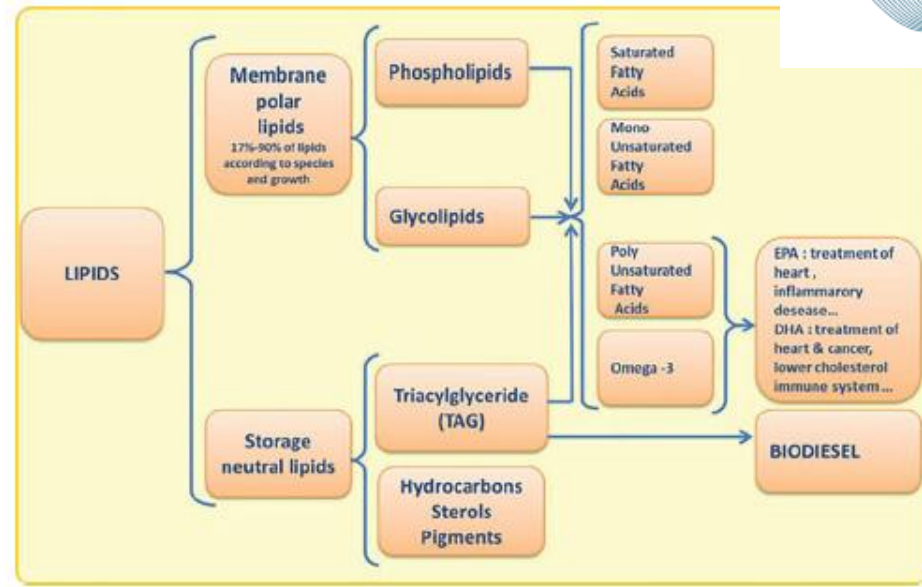 LIPIDS
Membrane
polar
lipids
17%-90% of lipids
according to species
and growth
Storage
neutral lipids
Phospholipids
Glycolipids
Triacylglyceride
(TAG)
Hydrocarbons
Sterols
Pigments
Saturated
Fatty
Acids
Mono
Unsaturated
Fatty
Acids
Poly
Unsaturated
Fatty
Acids
Omega -3
EPA : treatment of
heart ,
inflammarory
desease...
DHA : treatment of
heart & cancer,
lower cholesterol
immune system ...
BIODIESEL